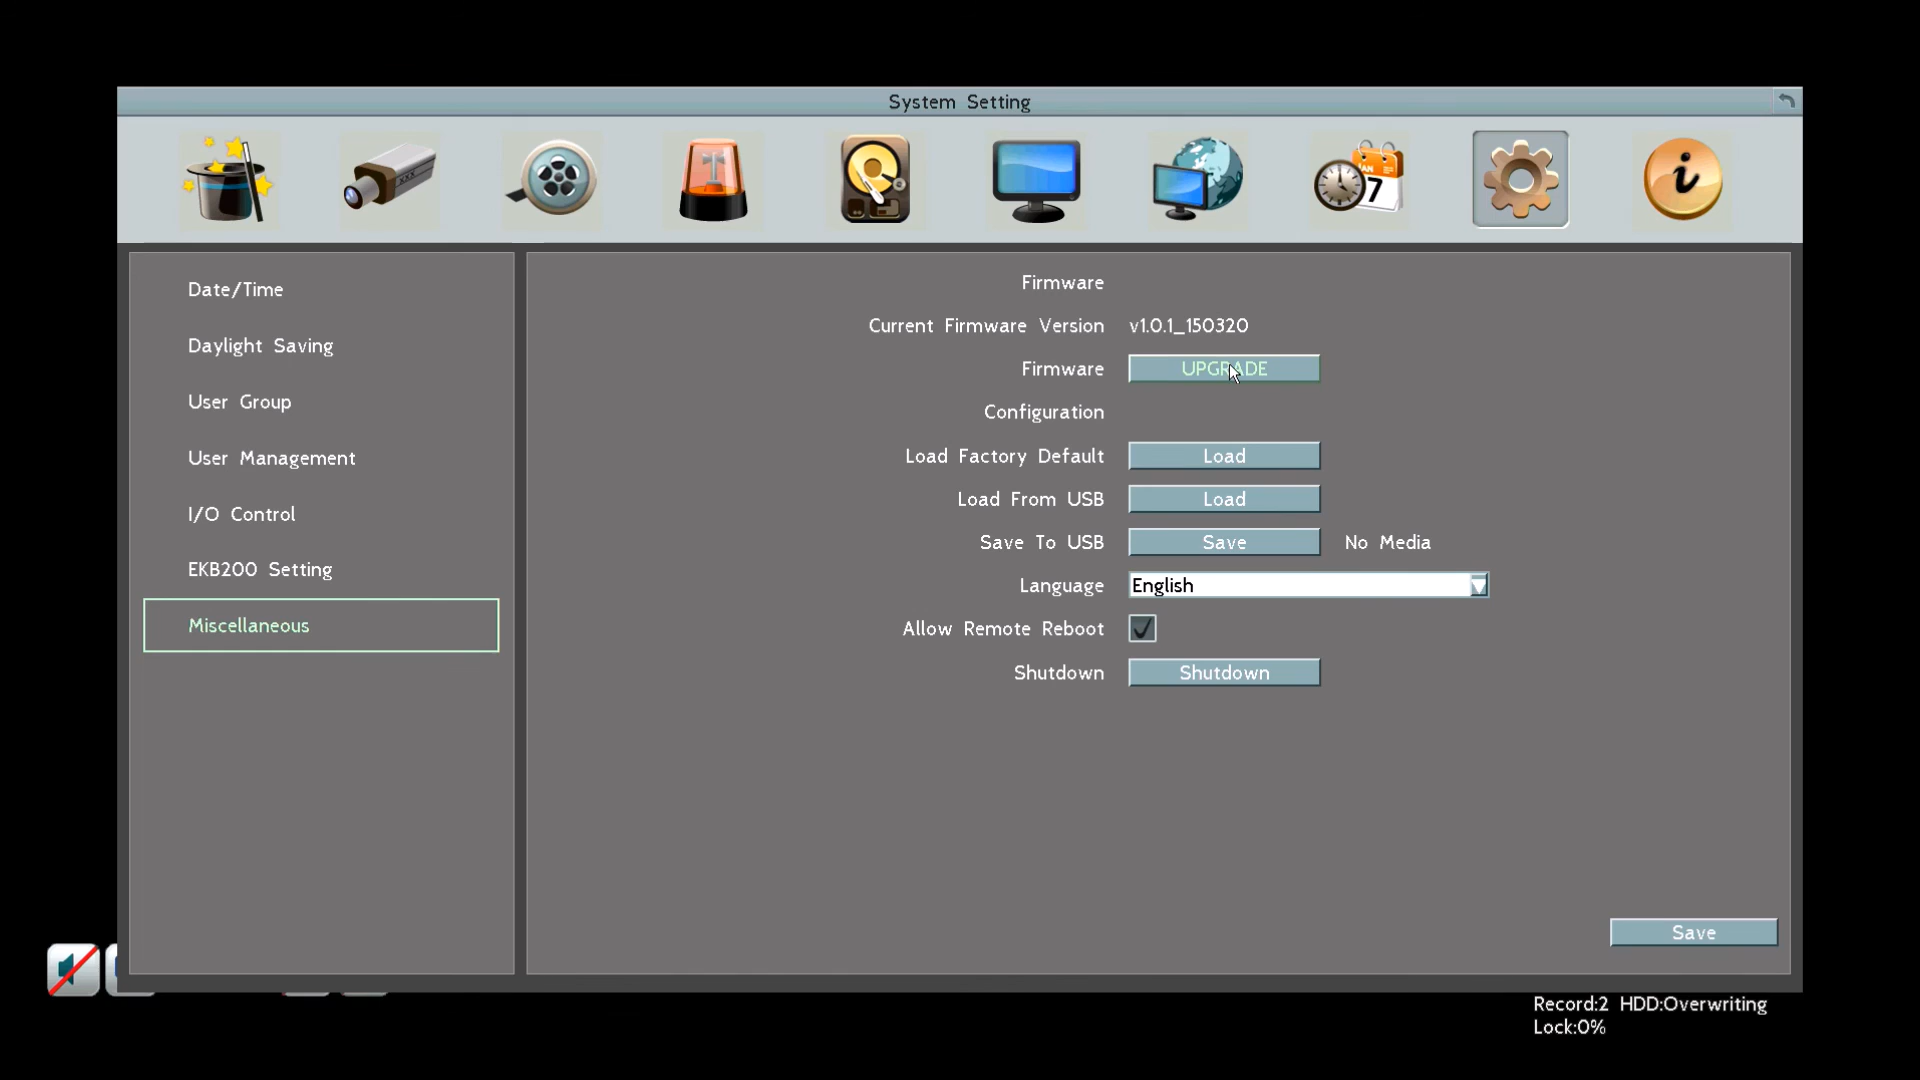 System Setting
Date/Time
Daylight Saving
User Group
User Management
I/O Control
EKB200 Setting
Miscellaneous
Firmware
Current Firmware Version v1.0.1_150320
Firmware UPGRADE
Configuration
Load Factory Default Load
Load From USB Load
Save To USB Save No Media
Language English
Allow Remote Reboot
Shutdown Shutdown
Save
Record:2 HDD:Overwriting
Lock:0%